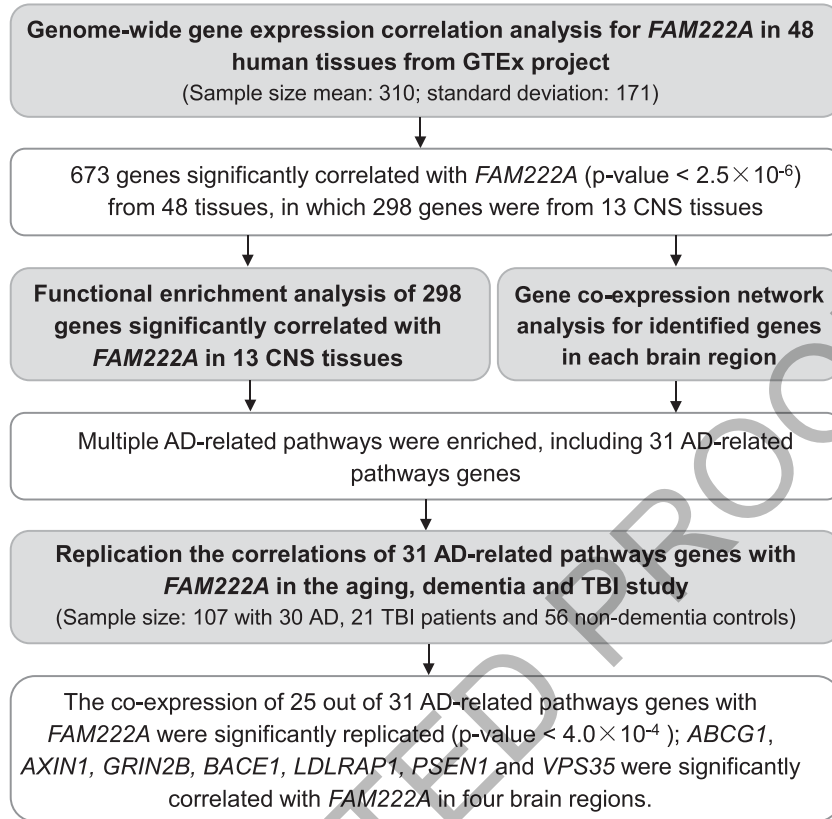 Genome-wide gene expression correlation analysis for FAM222A in 48
human tissues from GTEx project
(Sample size mean: 310; standard deviation: 171)
673 genes significantly correlated with FAM222A (p-value < 2.5×10-6)
from 48 tissues, in which 298 genes were from 13 CNS tissues
Functional enrichment analysis of 298
genes significantly correlated with
FAM222A in 13 CNS tissues
Gene co-expression network
analysis for identified genes
in each brain region
Multiple AD-related pathways were enriched, including 31 AD-related
pathways genes
Replication the correlations of 31 AD-related pathways genes with
FAM222A in the aging, dementia and TBI study
(Sample size: 107 with 30 AD, 21 TBI patients and 56 non-dementia controls)
The co-expression of 25 out of 31 AD-related pathways genes with
FAM222A were significantly replicated (p-value < 4.0×10-4 ); ABCG1,
AXIN1, GRIN2B, BACE1, LDLRAP1, PSEN1 and VPS35 were significantly
correlated with FAM222A in four brain regions.